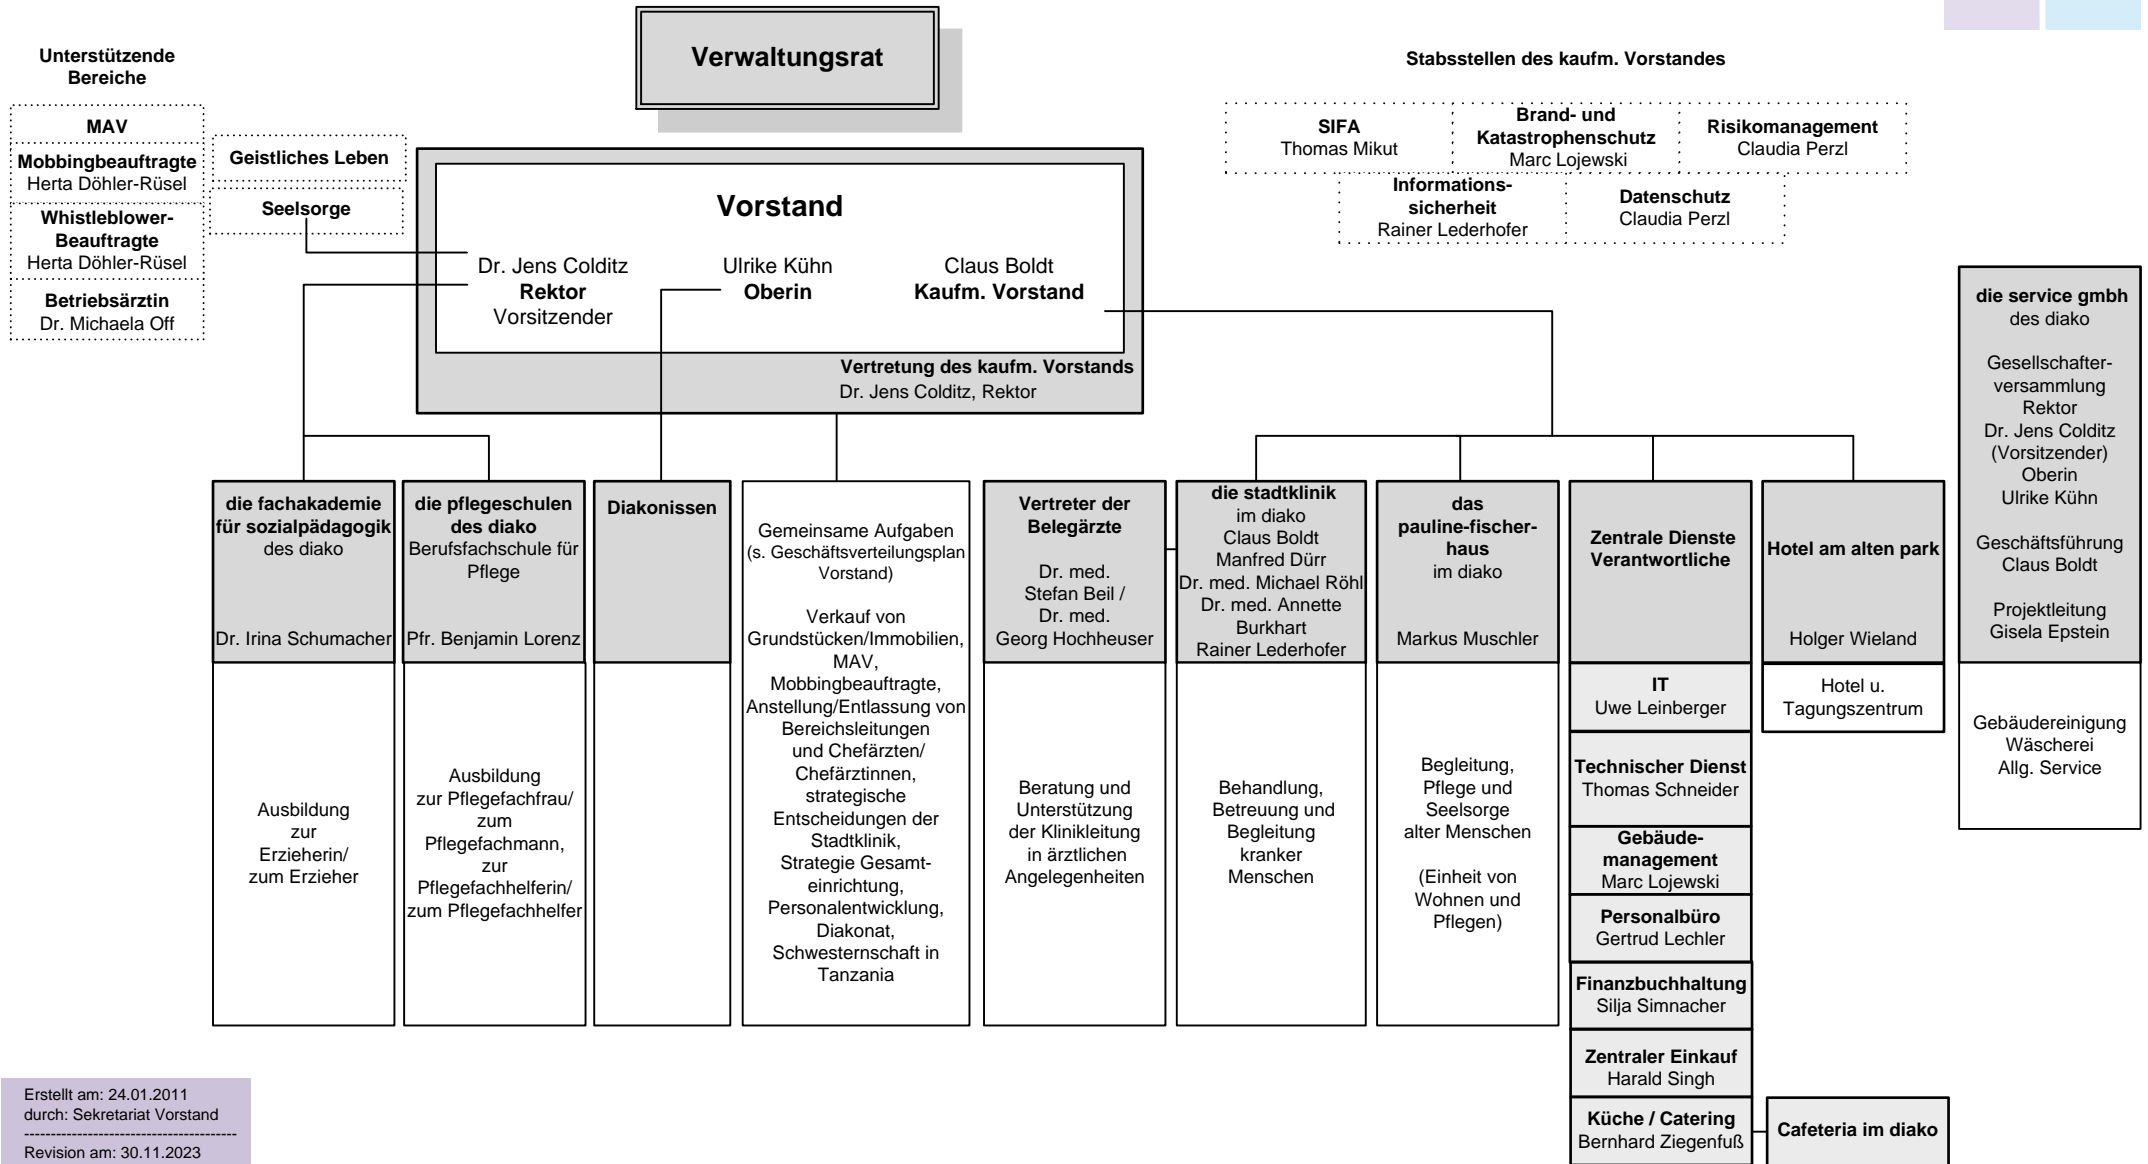 Verwaltungsrat
Unterstützende
Bereiche
MAV
Mobbingbeauftragte
Herta Döhler-Rüsel
Whistleblower-
Beauftragte
Herta Döhler-Rüsel
Betriebsärztin
Dr. Michaela Off
Geistliches Leben
Seelsorge
Stabsstellen des kaufm. Vorstandes
SIFA
Thomas Mikut
Brand- und
Katastrophenschutz
Marc Lojewski
Risikomanagement
Claudia Perzl
Informations-
sicherheit
Rainer Lederhofer
Datenschutz
Claudia Perzl
Vorstand
Dr. Jens Colditz
Rektor
Vorsitzender
Ulrike Kühn
Oberin
Claus Boldt
Kaufm. Vorstand
Vertretung des kaufm. Vorstands
Dr. Jens Colditz, Rektor
die fachakademie
für sozialpädagogik
des diako
Dr. Irina Schumacher
Ausbildung
zur
Erzieherin/
zum Erzieher
die pflegeschulen
des diako
Berufsfachschule für
Pflege
Pfr. Benjamin Lorenz
Ausbildung
zur Pflegefachfrau/
zum
Pflegefachmann,
zur
Pflegefachhelferin/
zum Pflegefachhelfer
Diakonissen
Gemeinsame Aufgaben
(s. Geschäftsverteilungsplan
Vorstand)
Verkauf von
Grundstücken/Immobilien,
MAV,
Mobbingbeauftragte,
Anstellung/Entlassung von
Bereichsleitungen
und Chefärzten/
Chefärztinnen,
strategische
Entscheidungen der
Stadtklinik,
Strategie Gesamt-
einrichtung,
Personalentwicklung,
Diakonat,
Schwesternschaft in
Tanzania
Vertreter der
Belegärzte
Dr. med.
Stefan Beil /
Dr. med.
Georg Hochheuser
Beratung und
Unterstützung
der Klinikleitung
in ärztlichen
Angelegenheiten
die stadtklinik
im diako
Claus Boldt
Manfred Dürr
Dr. med. Michael Röhl
Dr. med. Annette
Burkhart
Rainer Lederhofer
Behandlung,
Betreuung und
Begleitung
kranker
Menschen
das
pauline-fischer-
haus
im diako
Markus Muschler
Begleitung,
Pflege und
Seelsorge
alter Menschen
(Einheit von
Wohnen und
Pflegen)
Zentrale Dienste
Verantwortliche
IT
Uwe Leinberger
Technischer Dienst
Thomas Schneider
Gebäude-
management
Marc Lojewski
Personalbüro
Gertrud Lechler
Finanzbuchhaltung
Silja Simnacher
Zentraler Einkauf
Harald Singh
Küche / Catering
Bernhard Ziegenfuß
Cafeteria im diako
Hotel am alten park
Holger Wieland
Hotel u.
Tagungszentrum
die service gmbh
des diako
Gesellschafter-
versammlung
Rektor
Dr. Jens Colditz
(Vorsitzender)
Oberin
Ulrike Kühn
Geschäftsführung
Claus Boldt
Projektleitung
Gisela Epstein
Gebäudereinigung
Wäscherei
Allg. Service
Erstellt am: 24.01.2011
durch: Sekretariat Vorstand
----------------------------------------
Revision am: 30.11.2023